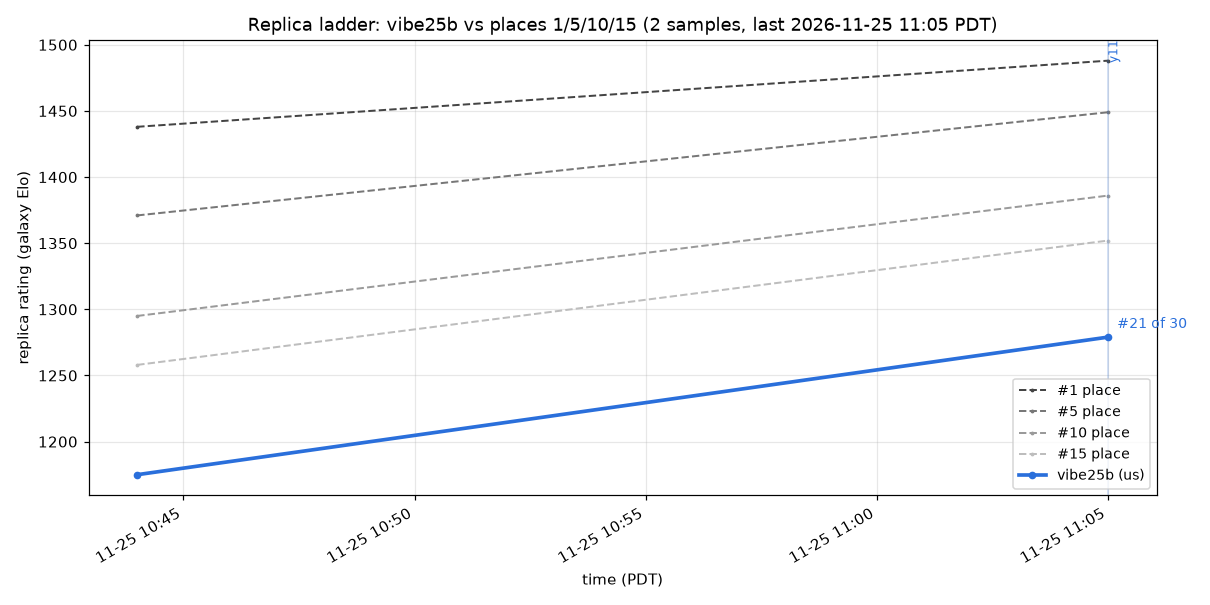 Replica ladder: vibe25b vs places 1/5/10/15 (2 samples, last 2026-11-25 11:05 PDT)
replica rating (galaxy Elo)
1500
1450
1400
1350
1300
1250
1200
y11
#21 of 30
#1 place
#5 place
#10 place
#15 place
vibe25b (us)
11-25 10:45
11-25 10:50
11-25 10:55
11-25 11:00
11-25 11:05
time (PDT)